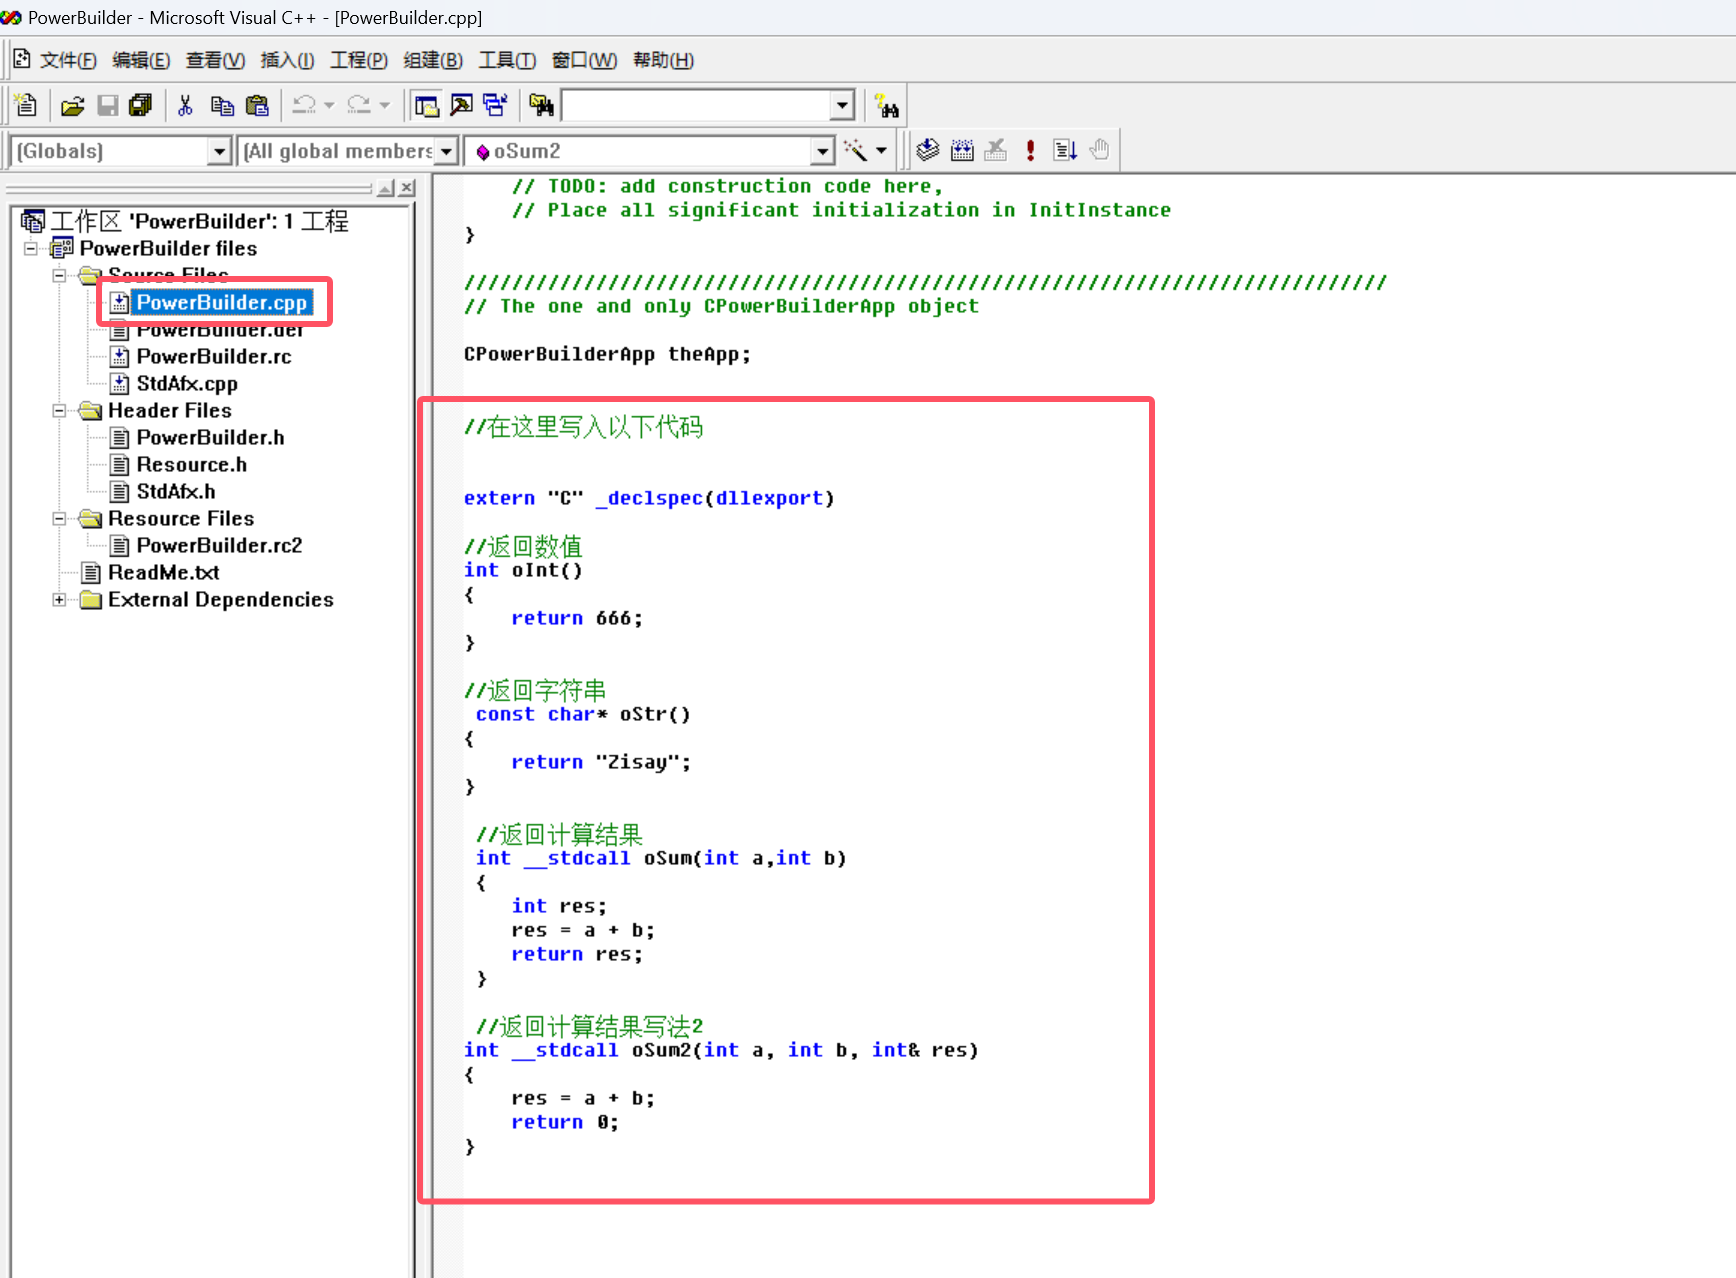 PowerBuilder - Microsoft Visual C++ - [PowerBuilder.cpp]
文件(F) 编辑(E) 查看(V) 插入(I) 工程(P) 组建(B) 工具(T) 窗口(W) 帮助(H)
(Globals) (All global members oSum2
工作区 'PowerBuilder': 1 工程
PowerBuilder files
Source Files
PowerBuilder.cpp
PowerBuilder.def
PowerBuilder.rc
StdAfx.cpp
Header Files
PowerBuilder.h
Resource.h
StdAfx.h
Resource Files
PowerBuilder.rc2
ReadMe.txt
External Dependencies
// TODO: add construction code here,
// Place all significant initialization in InitInstance
}
/////////////////////////////////////////////////////////////////////////////
// The one and only CPowerBuilderApp object
CPowerBuilderApp theApp;
//在这里写入以下代码
extern "C" _declspec(dllexport)
//返回数值
int oInt()
{
return 666;
}
//返回字符串
const char* oStr()
{
return "Zisay";
}
//返回计算结果
int __stdcall oSum(int a,int b)
{
int res;
res = a + b;
return res;
}
//返回计算结果写法2
int __stdcall oSum2(int a, int b, int& res)
{
res = a + b;
return 0;
}